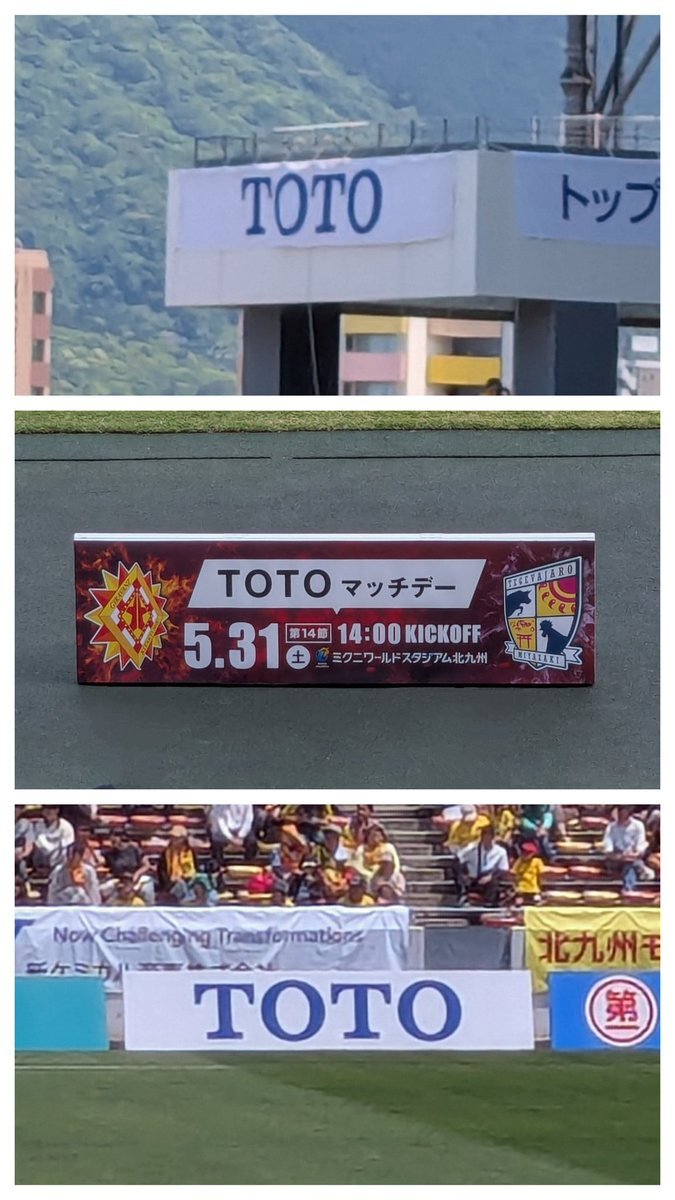 TOTO
トップ
TOTO マッチデー
5.31 土 第14節 14:00 KICKOFF
ミクニワールドスタジアム北九州
TEGEVAJARO
MIYAZAKI
Now Challenging Transformations
TOTO
北九州モ
第一